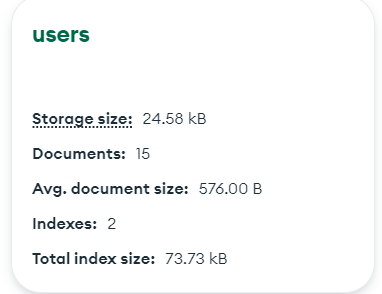 users
Storage size: 24.58 kB
Documents: 15
Avg. document size: 576.00 B
Indexes: 2
Total index size: 73.73 kB